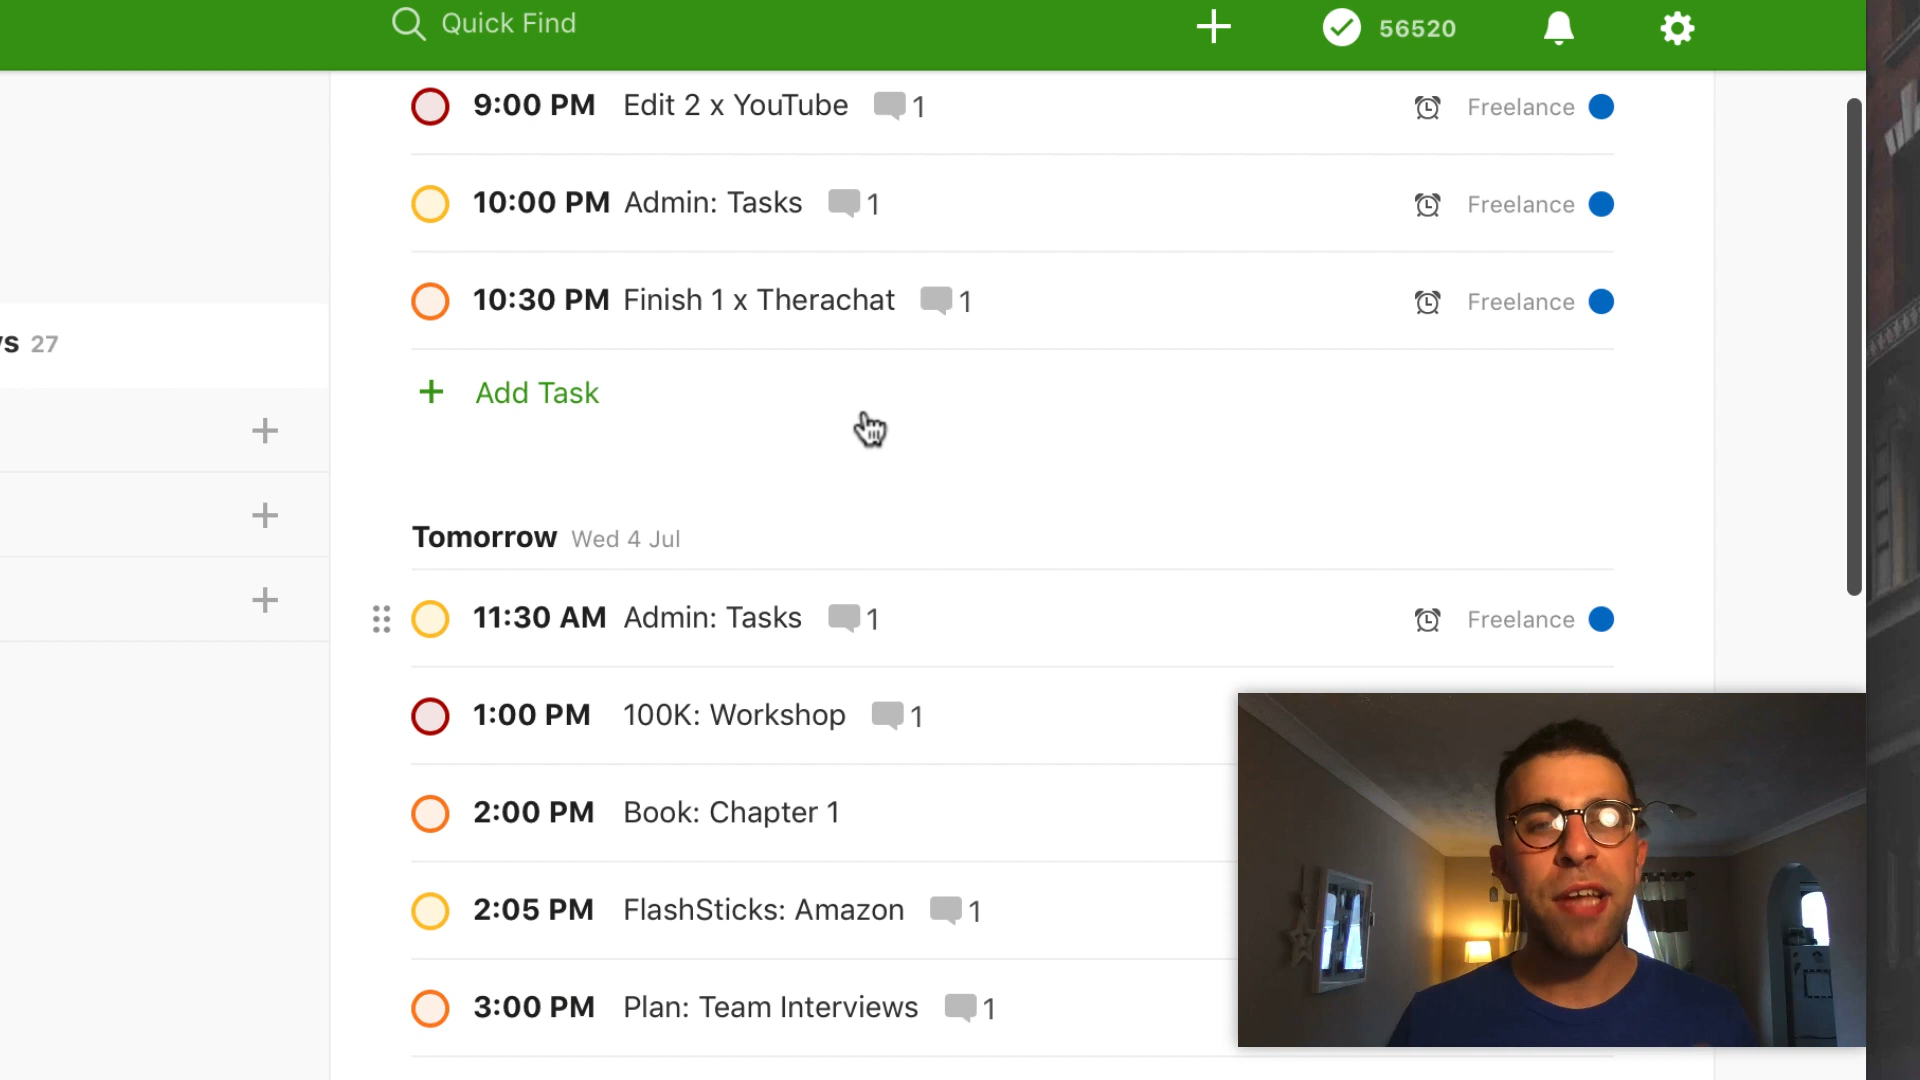 Quick Find
56520
9:00 PM Edit 2 x YouTube 1 Freelance
10:00 PM Admin: Tasks 1 Freelance
10:30 PM Finish 1 x Therachat 1 Freelance
27
+ Add Task
Tomorrow Wed 4 Jul
11:30 AM Admin: Tasks 1 Freelance
1:00 PM 100K: Workshop 1
2:00 PM Book: Chapter 1
2:05 PM FlashSticks: Amazon 1
3:00 PM Plan: Team Interviews 1